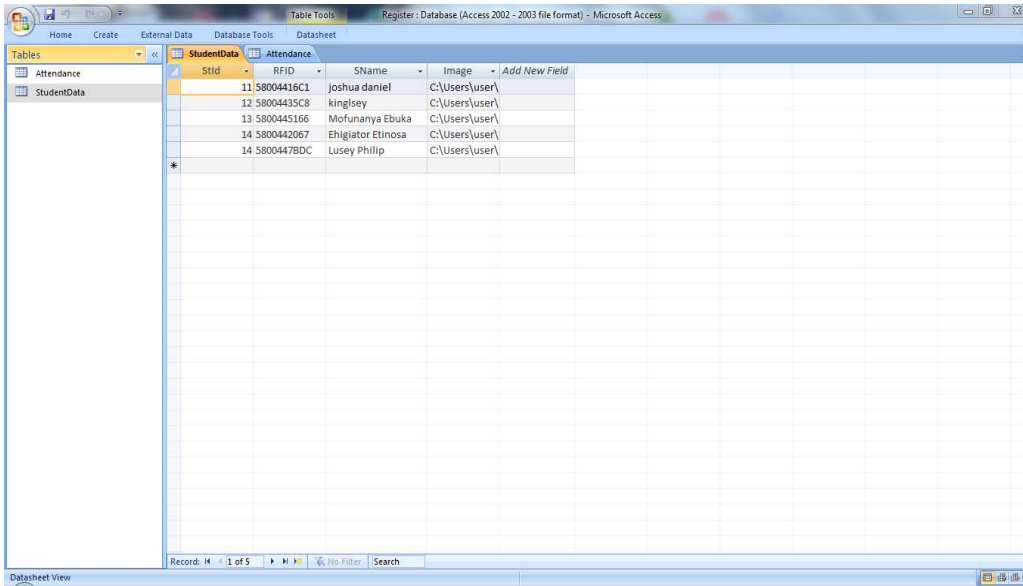 Table Tools Register : Database (Access 2002 - 2003 file format) - Microsoft Access
Home Create External Data Database Tools Datasheet
Tables « StudentData Attendance
Attendance
StudentData
StId RFID SName Image Add New Field
11 58004416C1 joshua daniel C:\Users\user\
12 58004435C8 kinglsey C:\Users\user\
13 5800445166 Mofunanya Ebuka C:\Users\user\
14 5800442067 Ehigiator Etinosa C:\Users\user\
14 5800447BDC Lusey Philip C:\Users\user\
Record: 1 of 5 No Filter Search
Datasheet View